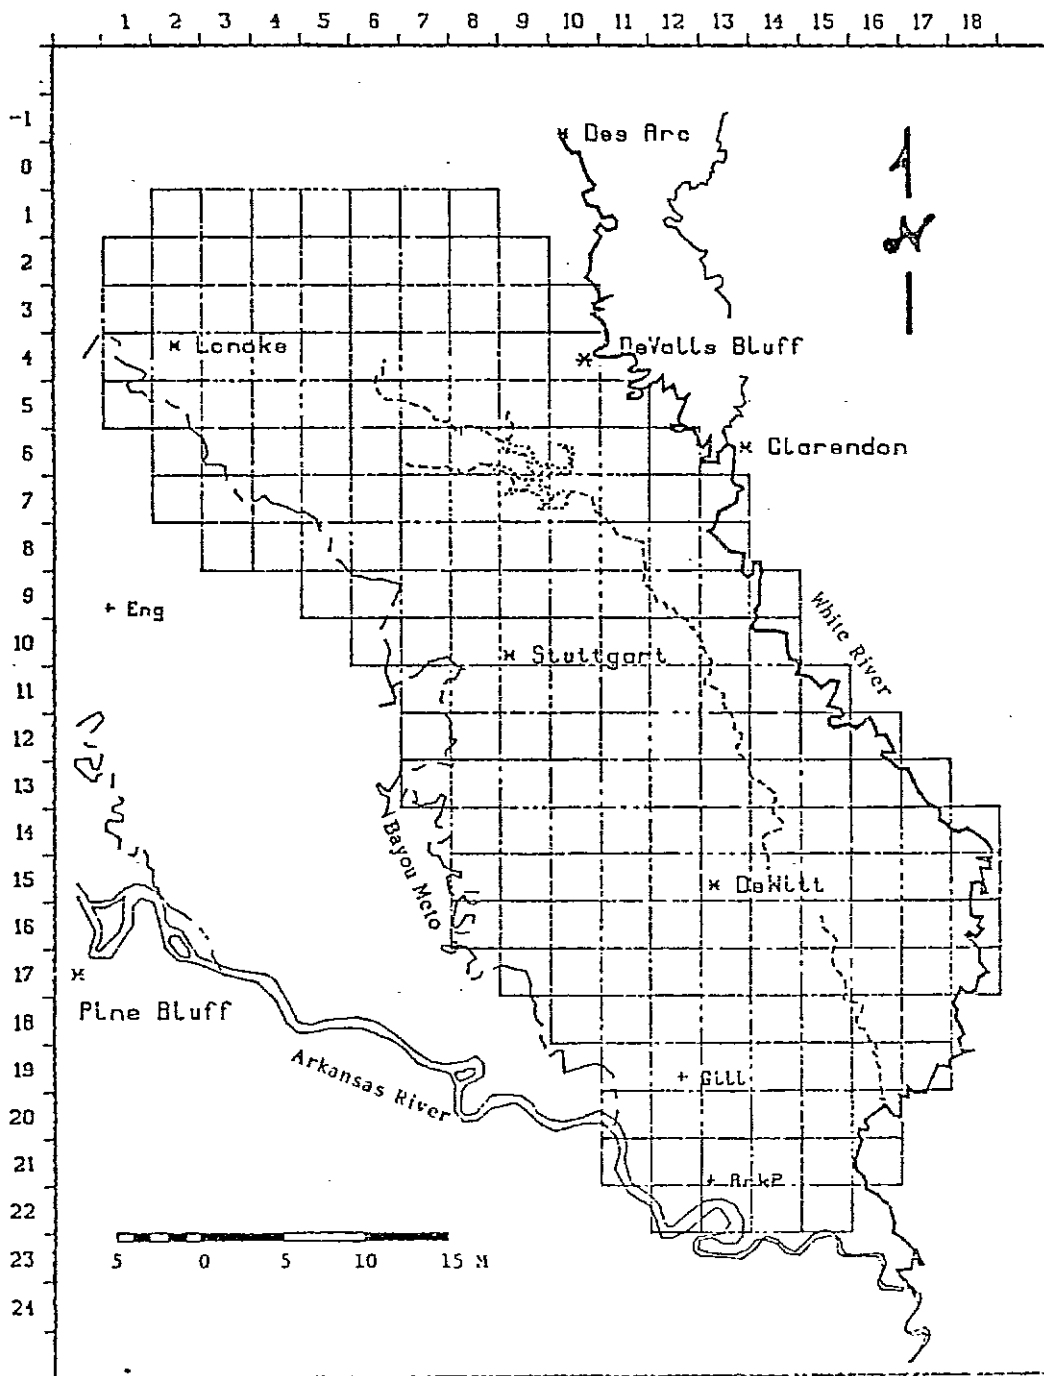 1 2 3 4 5 6 7 8 9 10 11 12 13 14 15 16 17 18
-1
0
1
2
3
4
5
6
7
8
9
10
11
12
13
14
15
16
17
18
19
20
21
22
23
24
Des Arc
N
Lonoke
DeValls Bluff
Clarendon
+ Eng
White River
Stuttgart
Bayou Meto
DeWitt
Pine Bluff
Arkansas River
+ Gill
+ Ark2
5 0 5 10 15 M